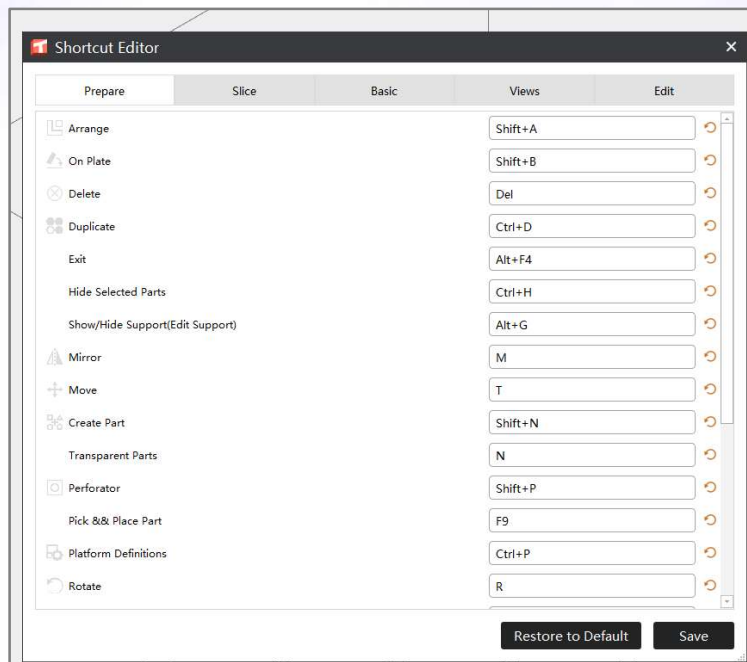 Shortcut Editor
Prepare Slice Basic Views Edit
Arrange Shift+A
On Plate Shift+B
Delete Del
Duplicate Ctrl+D
Exit Alt+F4
Hide Selected Parts Ctrl+H
Show/Hide Support(Edit Support) Alt+G
Mirror M
Move T
Create Part Shift+N
Transparent Parts N
Perforator Shift+P
Pick && Place Part F9
Platform Definitions Ctrl+P
Rotate R
Restore to Default Save